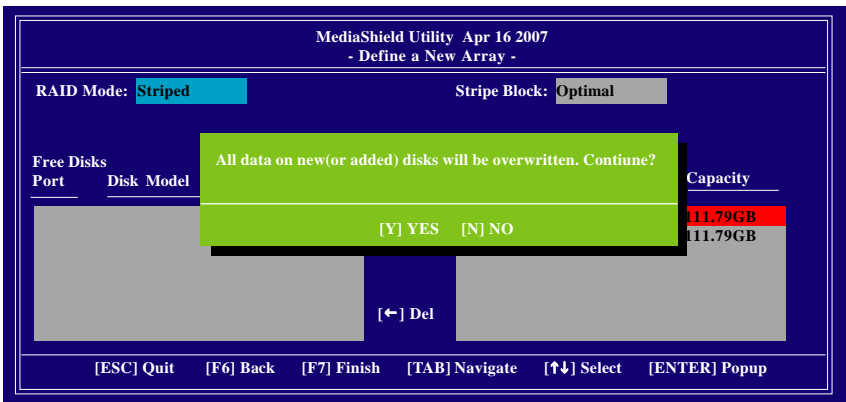 MediaShield Utility Apr 16 2007
- Define a New Array -
RAID Mode: Striped
Stripe Block: Optimal
All data on new(or added) disks will be overwritten. Contiune?
[Y] YES [N] NO
Free Disks
Port Disk Model
Capacity
111.79GB
111.79GB
[←] Del
[ESC] Quit [F6] Back [F7] Finish [TAB] Navigate [↑↓] Select [ENTER] Popup